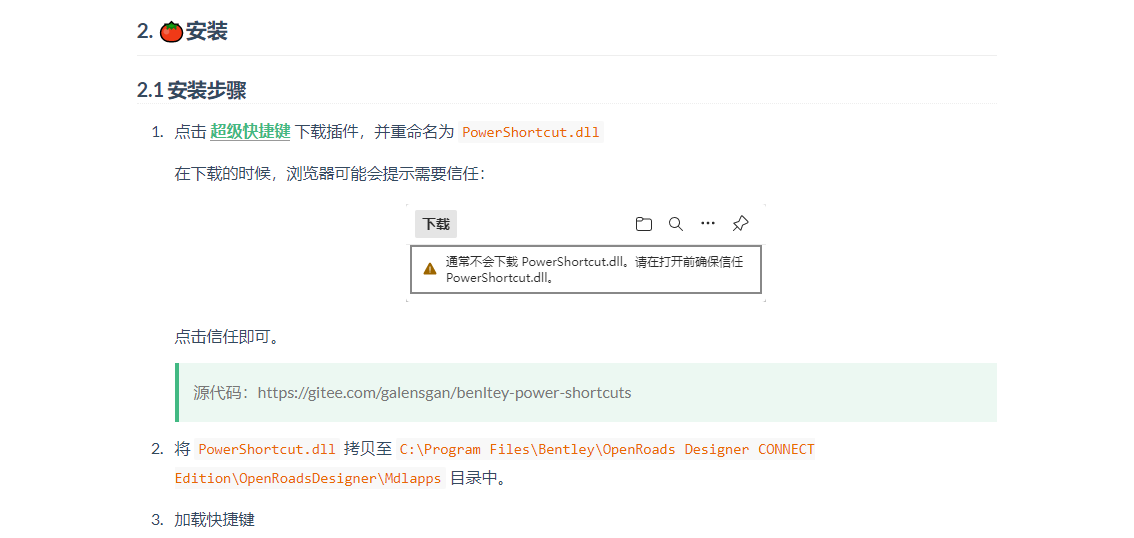 2. 🍅安装
2.1 安装步骤
1. 点击 超级快捷键 下载插件，并重命名为 PowerShortcut.dll
在下载的时候，浏览器可能会提示需要信任：
下载
通常不会下载 PowerShortcut.dll。请在打开前确保信任
PowerShortcut.dll。
点击信任即可。
源代码：https://gitee.com/galensgan/benltey-power-shortcuts
2. 将 PowerShortcut.dll 拷贝至 C:\Program Files\Bentley\OpenRoads Designer CONNECT
Edition\OpenRoadsDesigner\Mdlapps 目录中。
3. 加载快捷键